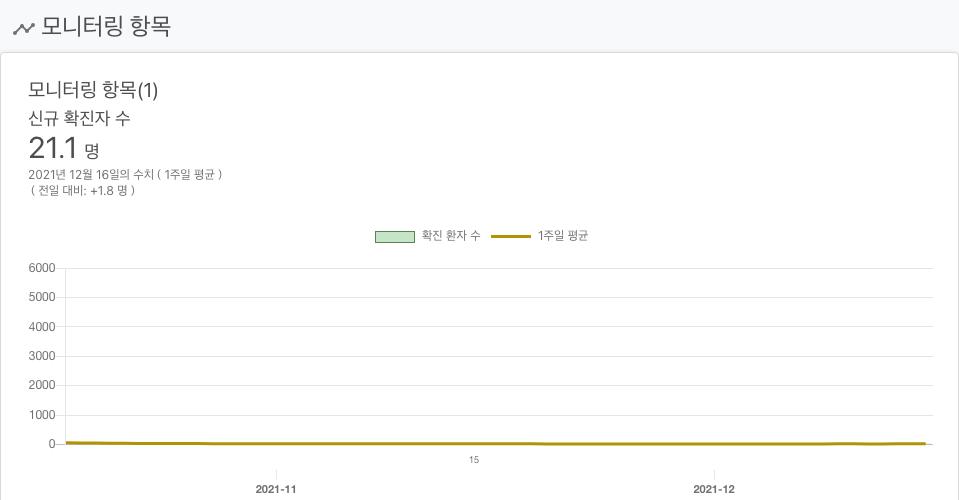 모니터링 항목
모니터링 항목(1)
신규 확진자 수
21.1 명
2021년 12월 16일의 수치 ( 1주일 평균 )
( 전일 대비: +1.8 명 )
확진 환자 수 1주일 평균
6000
5000
4000
3000
2000
1000
0
15
2021-11 2021-12